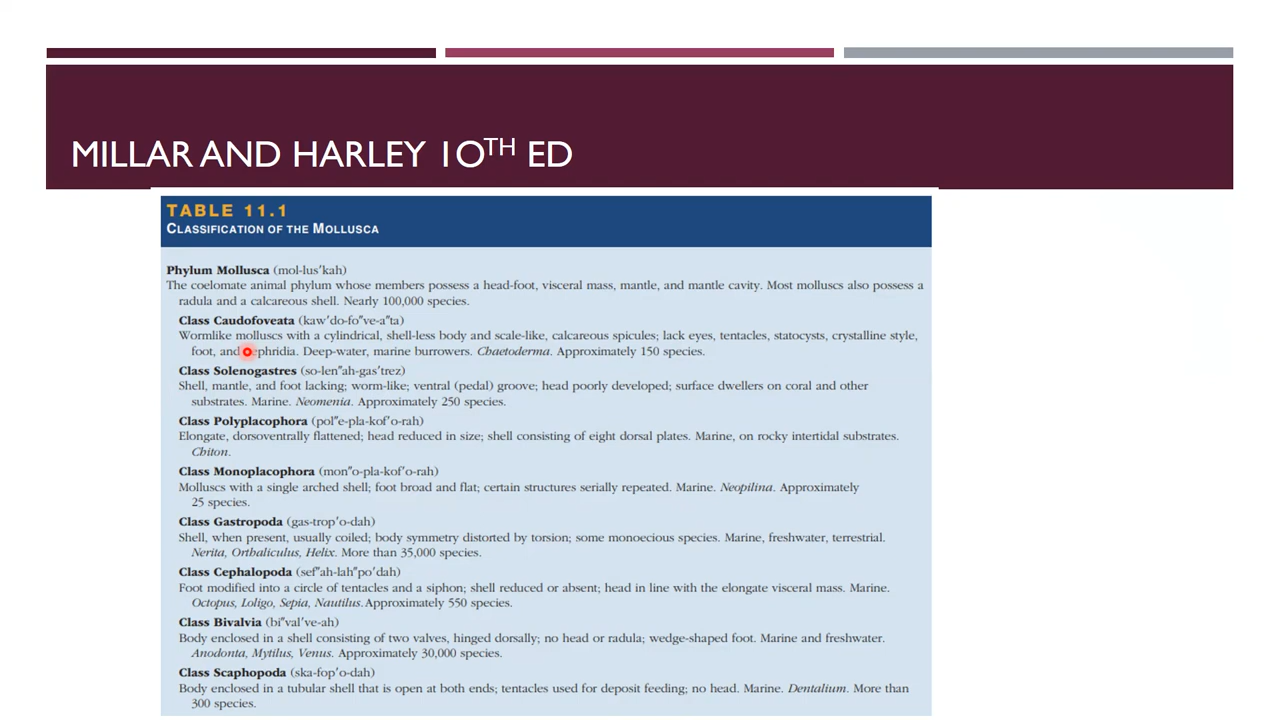 MILLAR AND HARLEY 10TH ED
TABLE 11.1
CLASSIFICATION OF THE MOLLUSCA
Phylum Mollusca (mol-lus′kah)
The coelomate animal phylum whose members possess a head-foot, visceral mass, mantle, and mantle cavity. Most molluscs also possess a
radula and a calcareous shell. Nearly 100,000 species.
Class Caudofoveata (kaw′do-fo″ve-a″ta)
Wormlike molluscs with a cylindrical, shell-less body and scale-like, calcareous spicules; lack eyes, tentacles, statocysts, crystalline style,
foot, and nephridia. Deep-water, marine burrowers. Chaetoderma. Approximately 150 species.
Class Solenogastres (so-len″ah-gas′trez)
Shell, mantle, and foot lacking; worm-like; ventral (pedal) groove; head poorly developed; surface dwellers on coral and other
substrates. Marine. Neomenia. Approximately 250 species.
Class Polyplacophora (pol″e-pla-kof′o-rah)
Elongate, dorsoventrally flattened; head reduced in size; shell consisting of eight dorsal plates. Marine, on rocky intertidal substrates.
Chiton.
Class Monoplacophora (mon″o-pla-kof′o-rah)
Molluscs with a single arched shell; foot broad and flat; certain structures serially repeated. Marine. Neopilina. Approximately
25 species.
Class Gastropoda (gas-trop′o-dah)
Shell, when present, usually coiled; body symmetry distorted by torsion; some monoecious species. Marine, freshwater, terrestrial.
Nerita, Orthaliculus, Helix. More than 35,000 species.
Class Cephalopoda (sef″ah-lah″po′dah)
Foot modified into a circle of tentacles and a siphon; shell reduced or absent; head in line with the elongate visceral mass. Marine.
Octopus, Loligo, Sepia, Nautilus. Approximately 550 species.
Class Bivalvia (bi″val′ve-ah)
Body enclosed in a shell consisting of two valves, hinged dorsally; no head or radula; wedge-shaped foot. Marine and freshwater.
Anodonta, Mytilus, Venus. Approximately 30,000 species.
Class Scaphopoda (ska-fop′o-dah)
Body enclosed in a tubular shell that is open at both ends; tentacles used for deposit feeding; no head. Marine. Dentalium. More than
300 species.